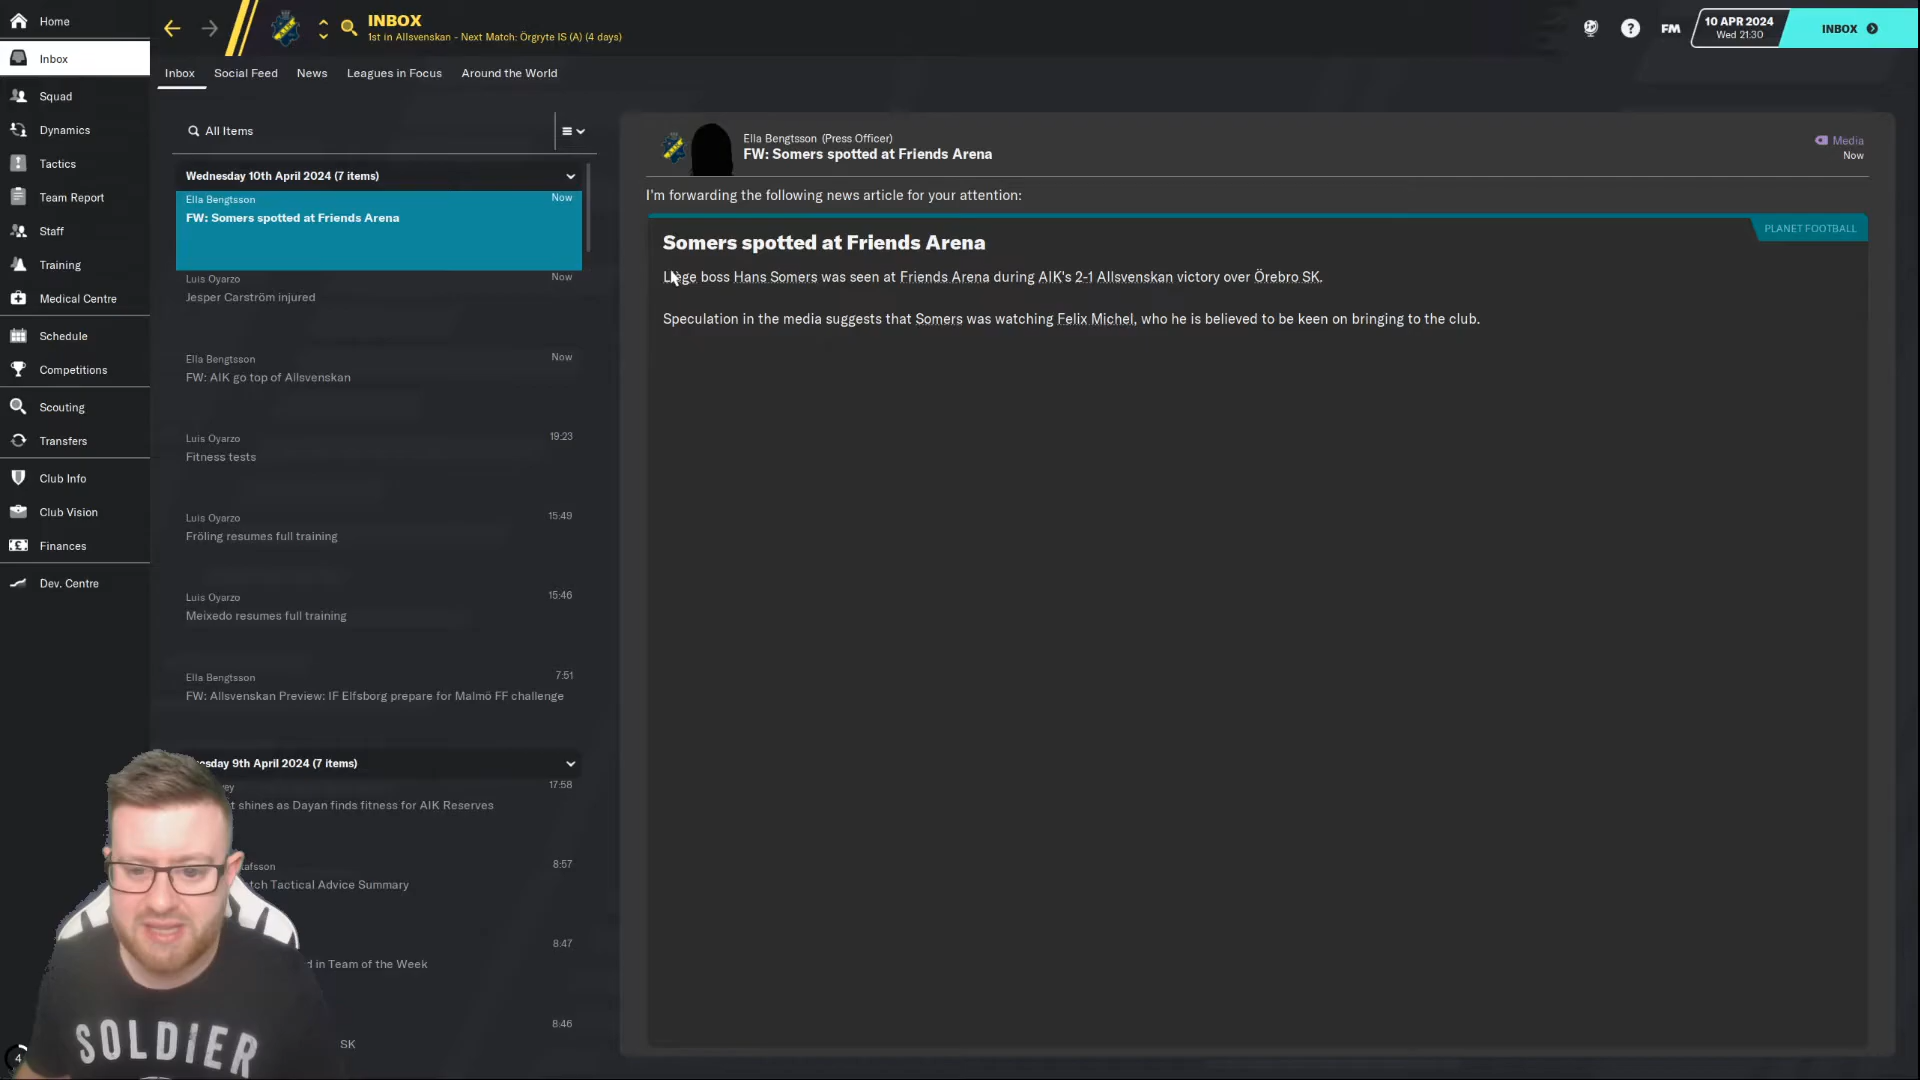 Home
Inbox
Squad
Dynamics
Tactics
Team Report
Staff
Training
Medical Centre
Schedule
Competitions
Scouting
Transfers
Club Info
Club Vision
Finances
Dev. Centre
4
INBOX
1st in Allsvenskan - Next Match: Örgryte IS (A) (4 days)
FM
10 APR 2024
Wed 21:30
INBOX
Inbox Social Feed News Leagues in Focus Around the World
All Items
Wednesday 10th April 2024 (7 items)
Ella Bengtsson Now
FW: Somers spotted at Friends Arena
Luis Oyarzo Now
Jesper Carström injured
Ella Bengtsson Now
FW: AIK go top of Allsvenskan
Luis Oyarzo 19:23
Fitness tests
Luis Oyarzo 15:49
Fröling resumes full training
Luis Oyarzo 15:46
Meixedo resumes full training
Ella Bengtsson 7:51
FW: Allsvenskan Preview: IF Elfsborg prepare for Malmö FF challenge
9th April 2024 (7 items)
17:58
shines as Dayan finds fitness for AIK Reserves
8:57
Tactical Advice Summary
8:47
in Team of the Week
8:46
SK
Ella Bengtsson (Press Officer)
FW: Somers spotted at Friends Arena
Media
Now
I'm forwarding the following news article for your attention:
PLANET FOOTBALL
Somers spotted at Friends Arena
Liège boss Hans Somers was seen at Friends Arena during AIK's 2-1 Allsvenskan victory over Örebro SK.
Speculation in the media suggests that Somers was watching Felix Michel, who he is believed to be keen on bringing to the club.
SOLDIER